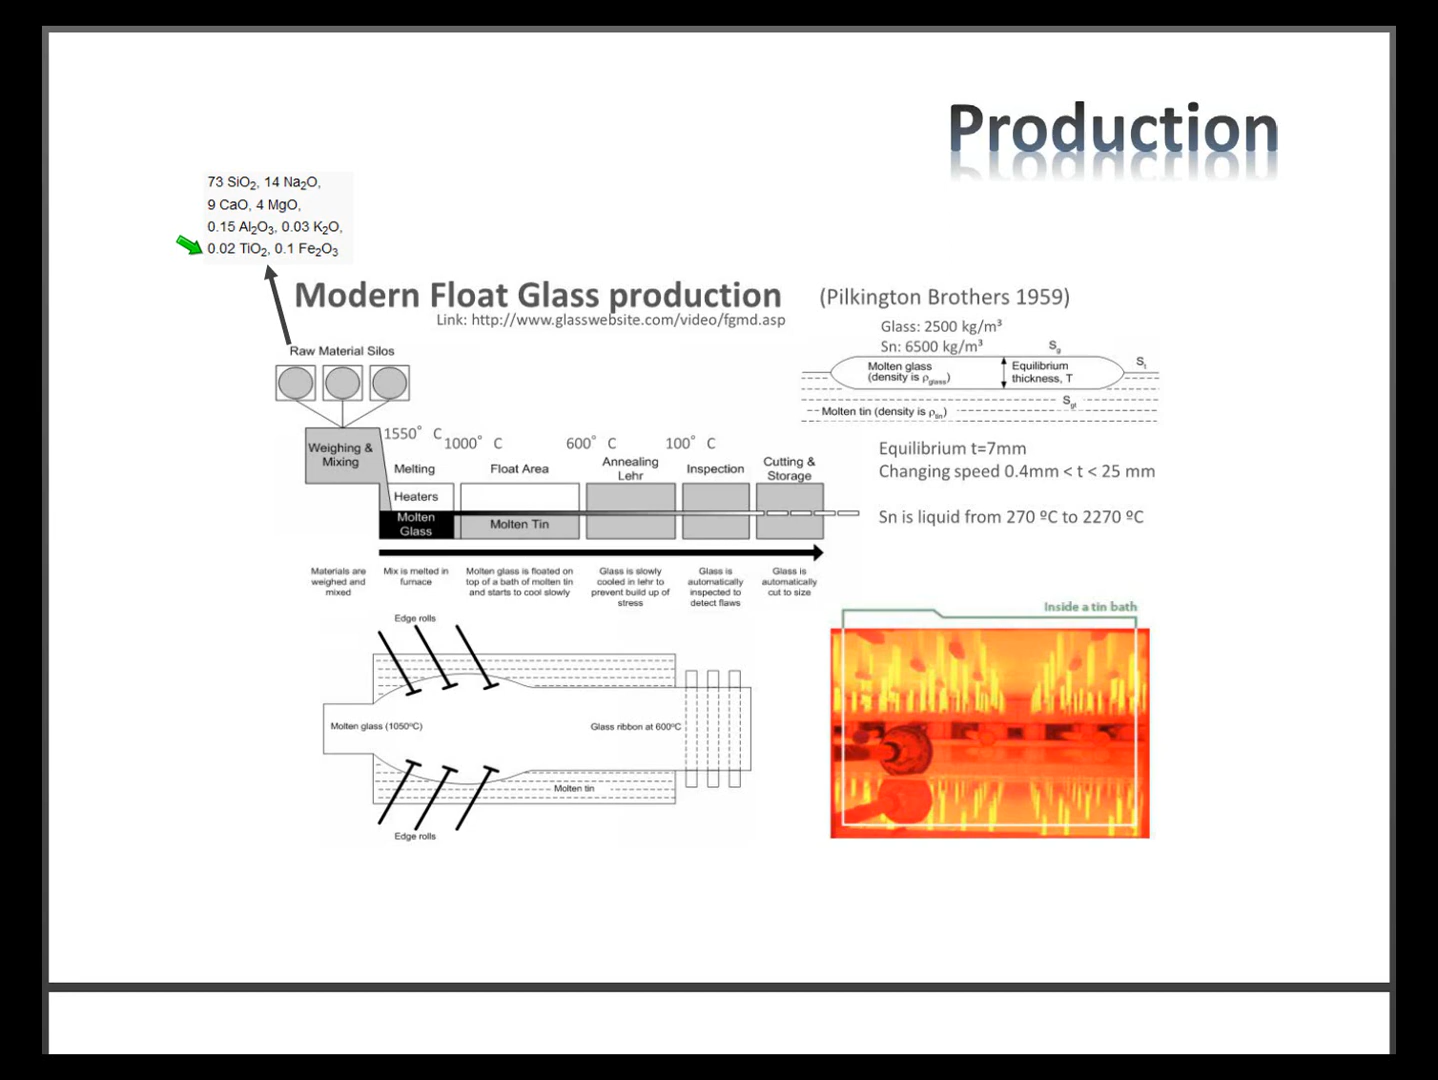 Production
73 SiO2, 14 Na2O,
9 CaO, 4 MgO,
0.15 Al2O3, 0.03 K2O,
0.02 TiO2, 0.1 Fe2O3
Modern Float Glass production
(Pilkington Brothers 1959)
Link: http://www.glasswebsite.com/video/fgmd.asp
Glass: 2500 kg/m³
Sn: 6500 kg/m³
Sg
St
Molten glass
(density is ρglass)
Equilibrium
thickness, T
Sgt
Molten tin (density is ρtin)
Raw Material Silos
Weighing &
Mixing
1550° C
1000° C
600° C
100° C
Melting
Float Area
Annealing
Lehr
Inspection
Cutting &
Storage
Heaters
Molten
Glass
Molten Tin
Equilibrium t=7mm
Changing speed 0.4mm < t < 25 mm
Sn is liquid from 270 ºC to 2270 ºC
Materials are
weighed and
mixed
Mix is melted in
furnace
Molten glass is floated on
top of a bath of molten tin
and starts to cool slowly
Glass is slowly
cooled in lehr to
prevent build up of
stress
Glass is
automatically
inspected to
detect flaws
Glass is
automatically
cut to size
Edge rolls
Molten glass (1050ºC)
Glass ribbon at 600ºC
Molten tin
Edge rolls
Inside a tin bath